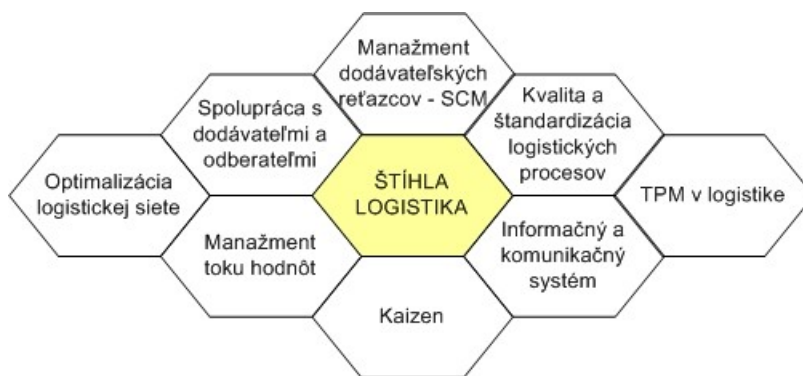 Manažment
dodávateľských
reťazcov - SCM
Spolupráca s
dodávateľmi a
odberateľmi
Kvalita a
štandardizácia
logistických
procesov
Optimalizácia
logistickej siete
ŠTÍHLA
LOGISTIKA
TPM v logistike
Manažment
toku hodnôt
Informačný a
komunikačný
systém
Kaizen